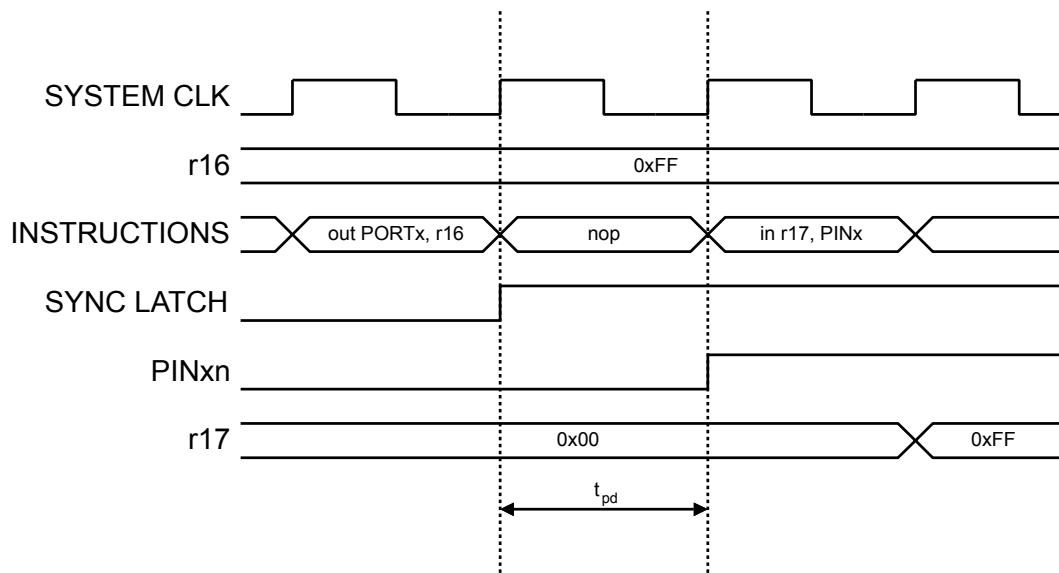 SYSTEM CLK
r16
0xFF
INSTRUCTIONS
out PORTx, r16
nop
in r17, PINx
SYNC LATCH
PINxn
r17
0x00
0xFF
tpd